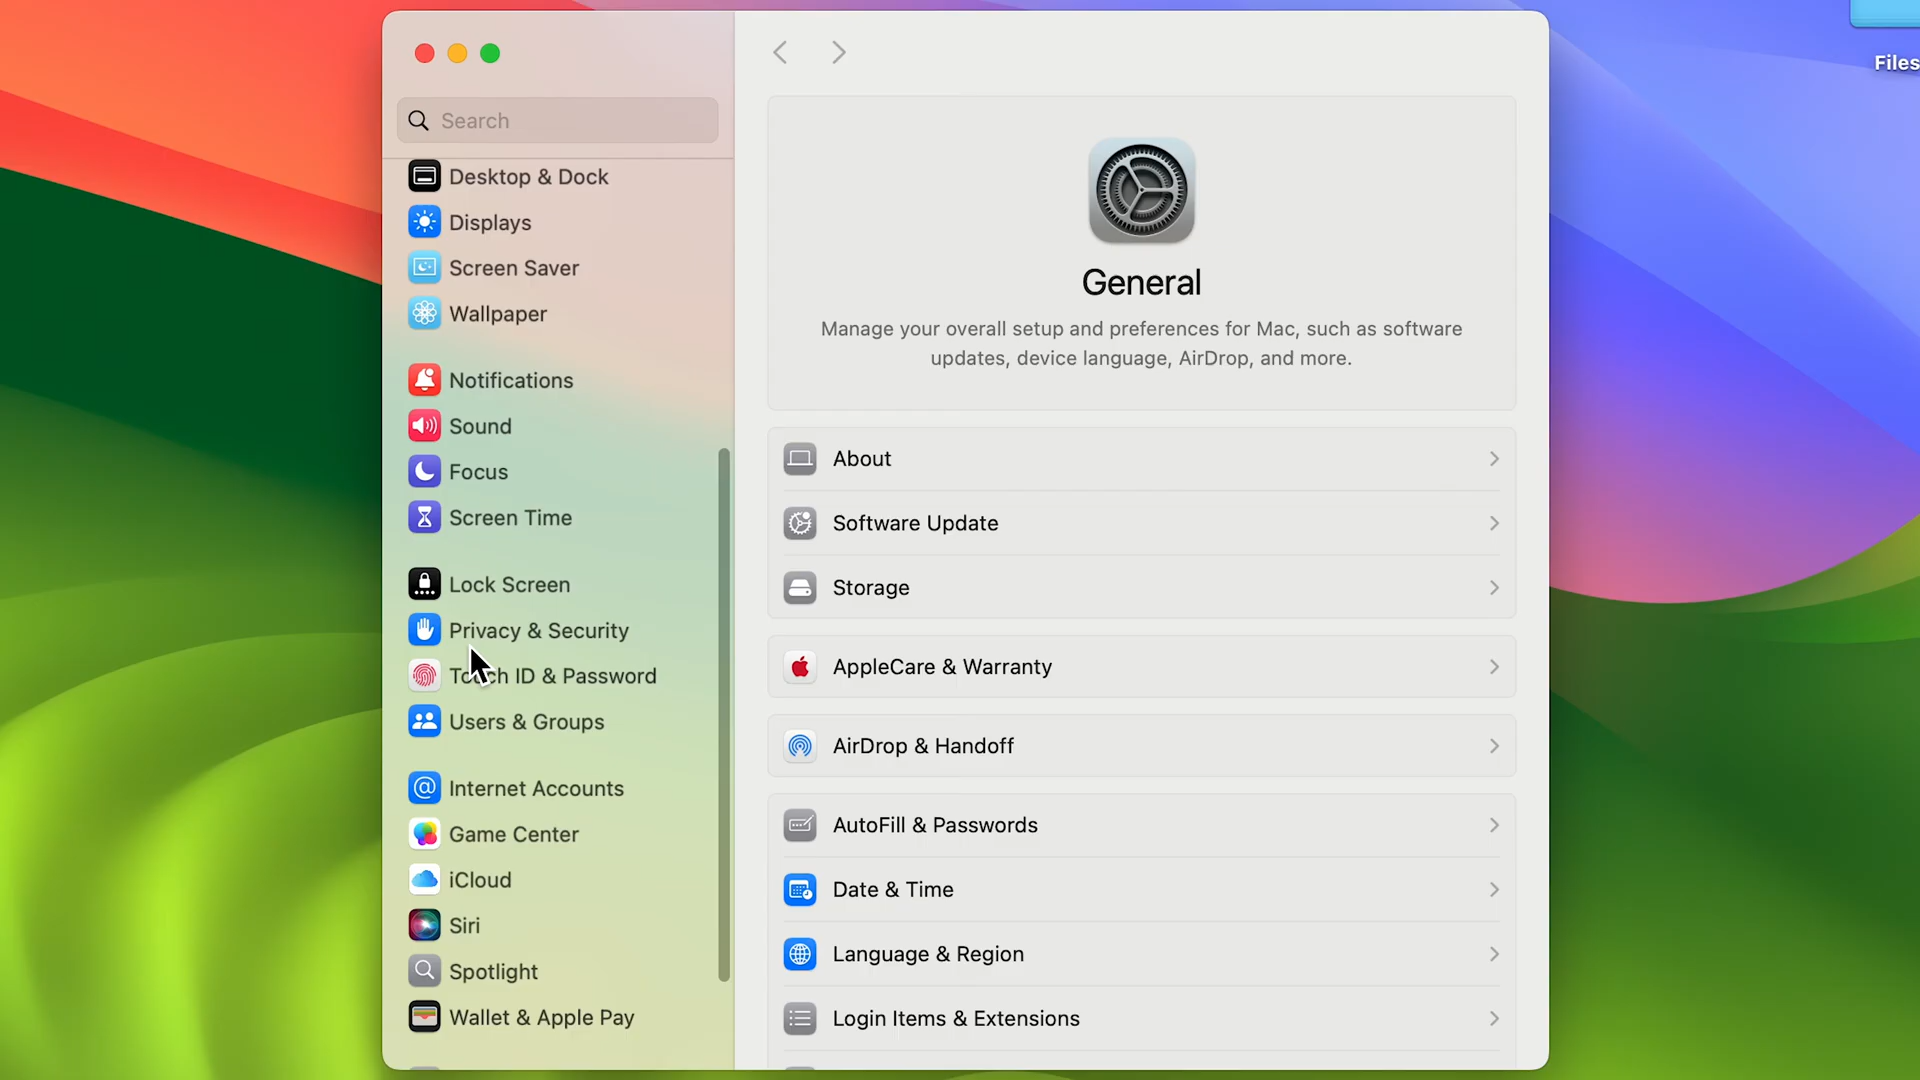 Files
Search
Desktop & Dock
Displays
Screen Saver
Wallpaper
Notifications
Sound
Focus
Screen Time
Lock Screen
Privacy & Security
Touch ID & Password
Users & Groups
Internet Accounts
Game Center
iCloud
Siri
Spotlight
Wallet & Apple Pay
General
Manage your overall setup and preferences for Mac, such as software
updates, device language, AirDrop, and more.
About
Software Update
Storage
AppleCare & Warranty
AirDrop & Handoff
AutoFill & Passwords
Date & Time
Language & Region
Login Items & Extensions